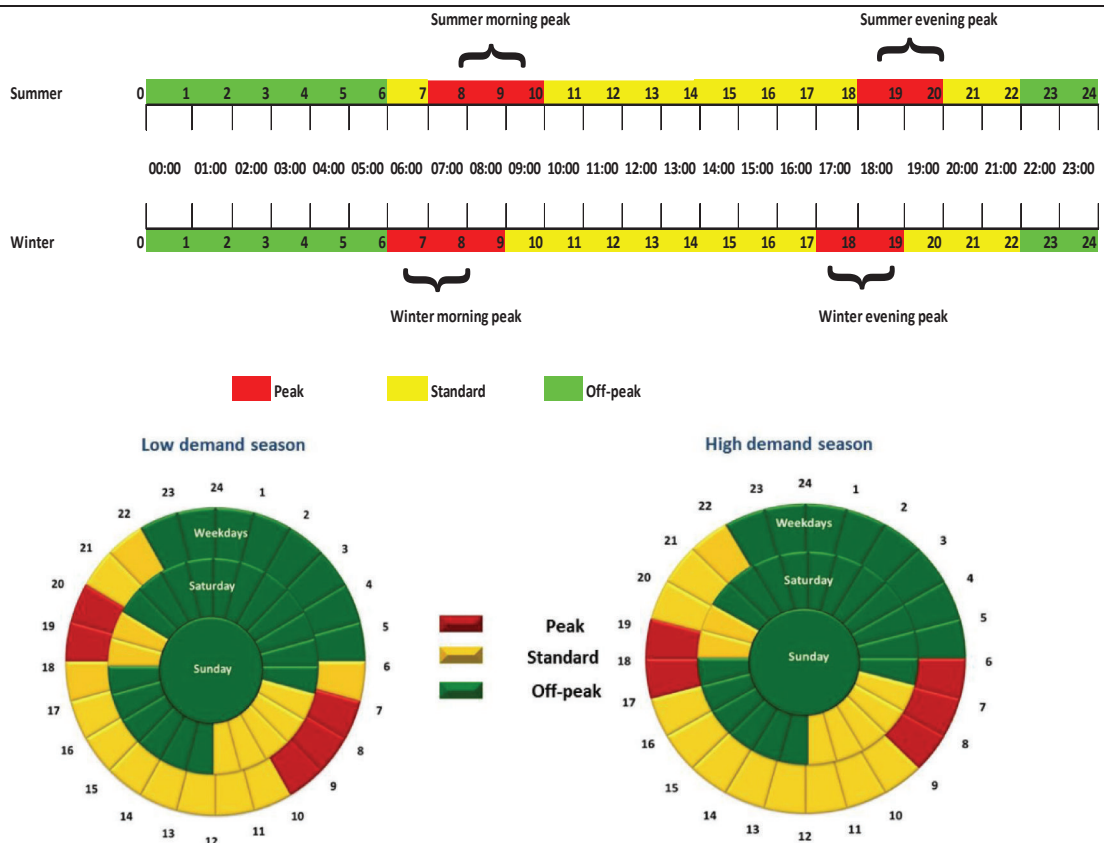 Summer morning peak Summer evening peak
Summer 0 1 2 3 4 5 6 7 8 9 10 11 12 13 14 15 16 17 18 19 20 21 22 23 24
00:00 01:00 02:00 03:00 04:00 05:00 06:00 07:00 08:00 09:00 10:00 11:00 12:00 13:00 14:00 15:00 16:00 17:00 18:00 19:00 20:00 21:00 22:00 23:00
Winter 0 1 2 3 4 5 6 7 8 9 10 11 12 13 14 15 16 17 18 19 20 21 22 23 24
Winter morning peak Winter evening peak
Peak Standard Off-peak
Low demand season
24 1 2 3 4 5 6 7 8 9 10 11 12 13 14 15 16 17 18 19 20 21 22 23
Weekdays
Saturday
Sunday
Peak
Standard
Off-peak
High demand season
24 1 2 3 4 5 6 7 8 9 10 11 12 13 14 15 16 17 18 19 20 21 22 23
Weekdays
Saturday
Sunday